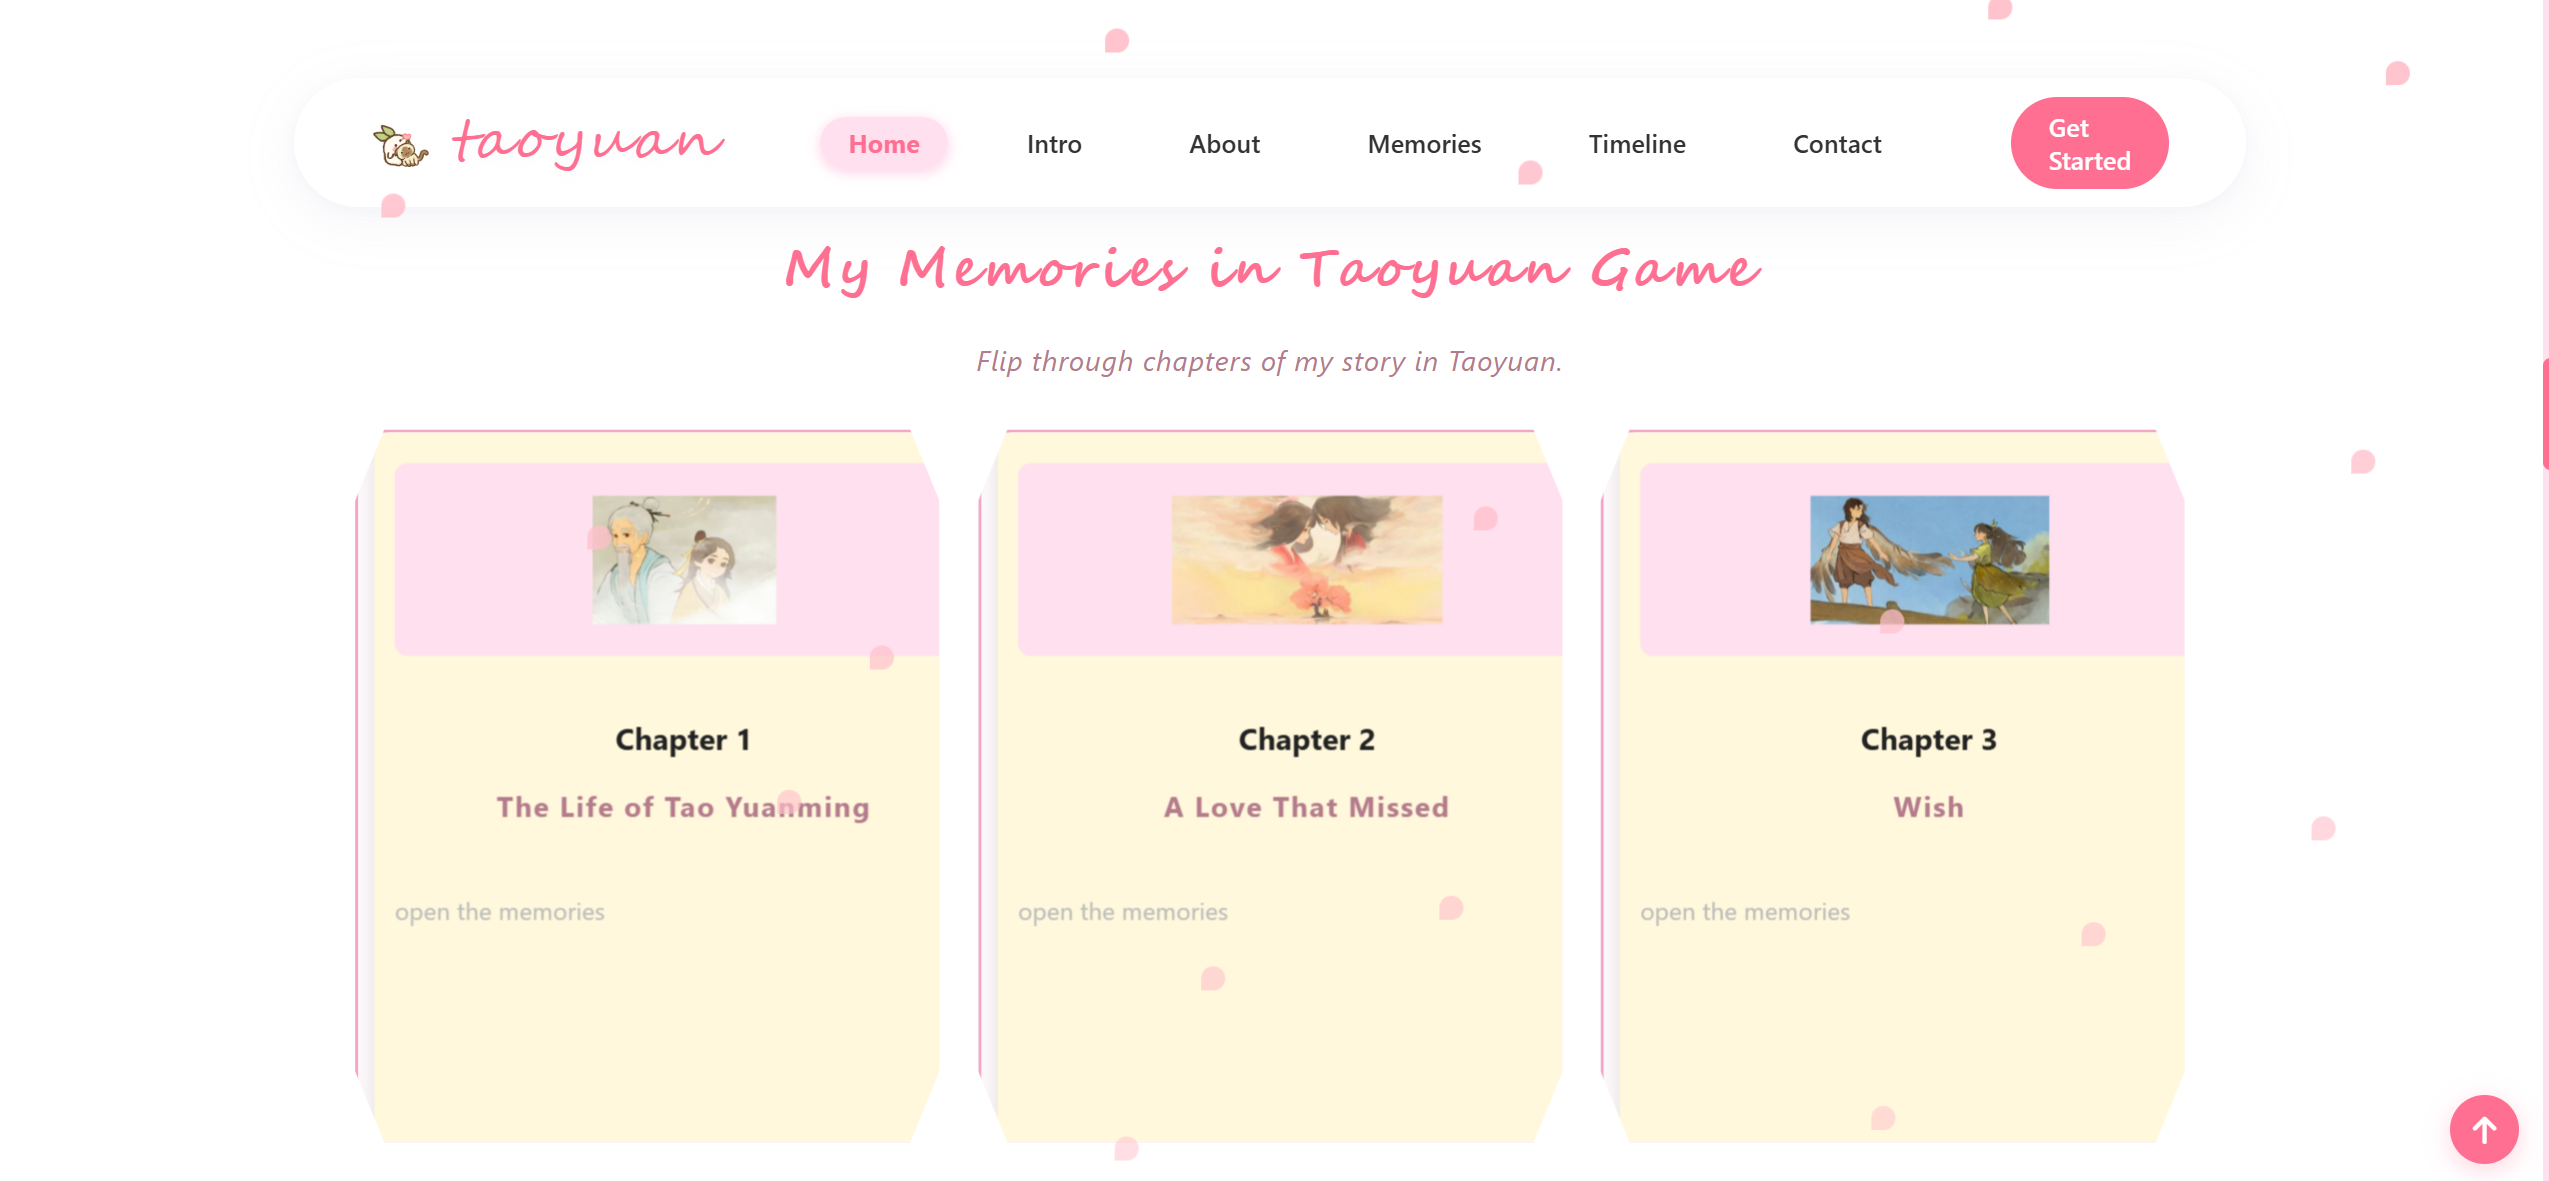 taoyuan
Home
Intro
About
Memories
Timeline
Contact
Get
Started
My Memories in Taoyuan Game
Flip through chapters of my story in Taoyuan.
Chapter 1
The Life of Tao Yuanming
open the memories
Chapter 2
A Love That Missed
open the memories
Chapter 3
Wish
open the memories